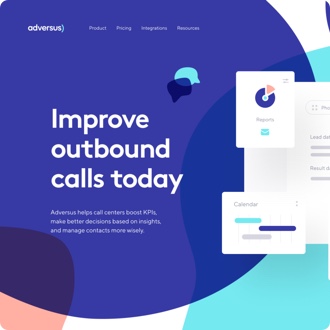 adversus)
Product Pricing Integrations Resources
Improve
outbound
calls today
Adversus helps call centers boost KPIs,
make better decisions based on insights,
and manage contacts more wisely.
Reports
Lead dat
Result da
Calendar